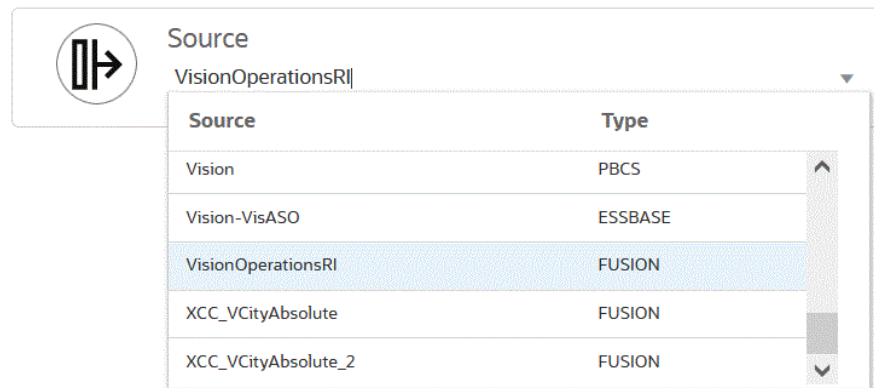 Source
VisionOperationsRI
Source Type
Vision PBCS
Vision-VisASO ESSBASE
VisionOperationsRI FUSION
XCC_VCityAbsolute FUSION
XCC_VCityAbsolute_2 FUSION